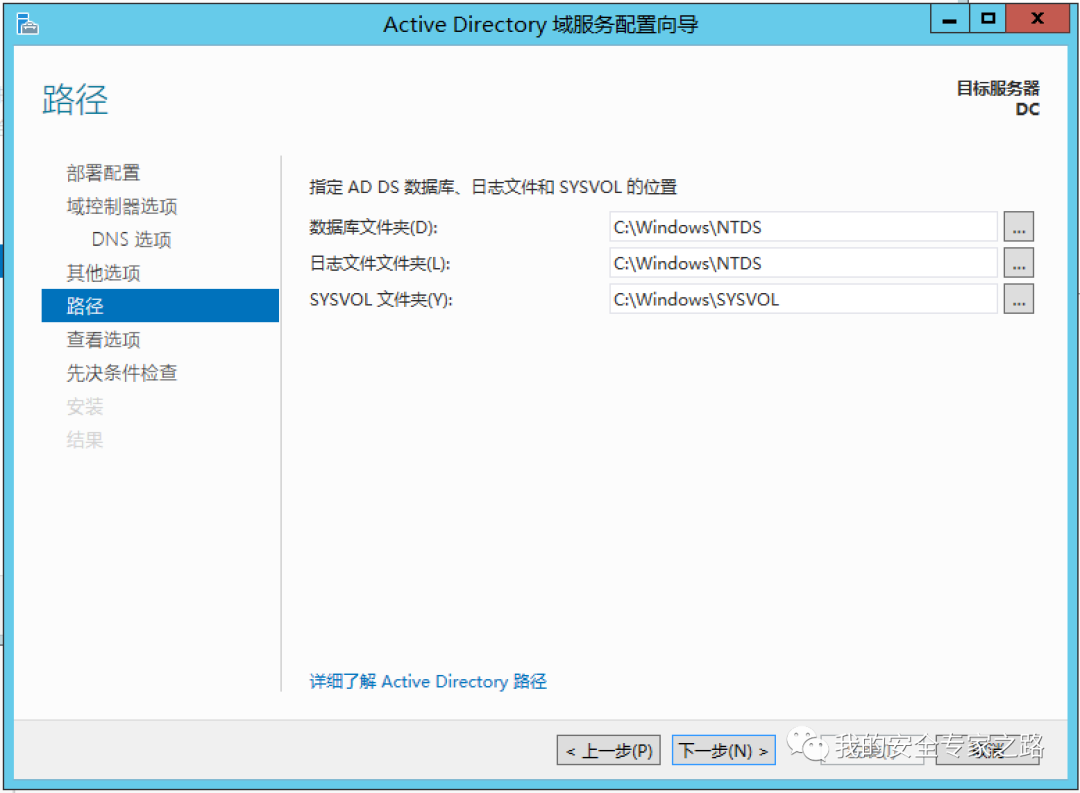 Active Directory 域服务配置向导
路径
目标服务器
DC
部署配置
域控制器选项
DNS 选项
其他选项
路径
查看选项
先决条件检查
安装
结果
指定 AD DS 数据库、日志文件和 SYSVOL 的位置
数据库文件夹(D): C:\Windows\NTDS ...
日志文件文件夹(L): C:\Windows\NTDS ...
SYSVOL 文件夹(Y): C:\Windows\SYSVOL ...
详细了解 Active Directory 路径
< 上一步(P) 下一步(N) > 取消
我的安全专家之路